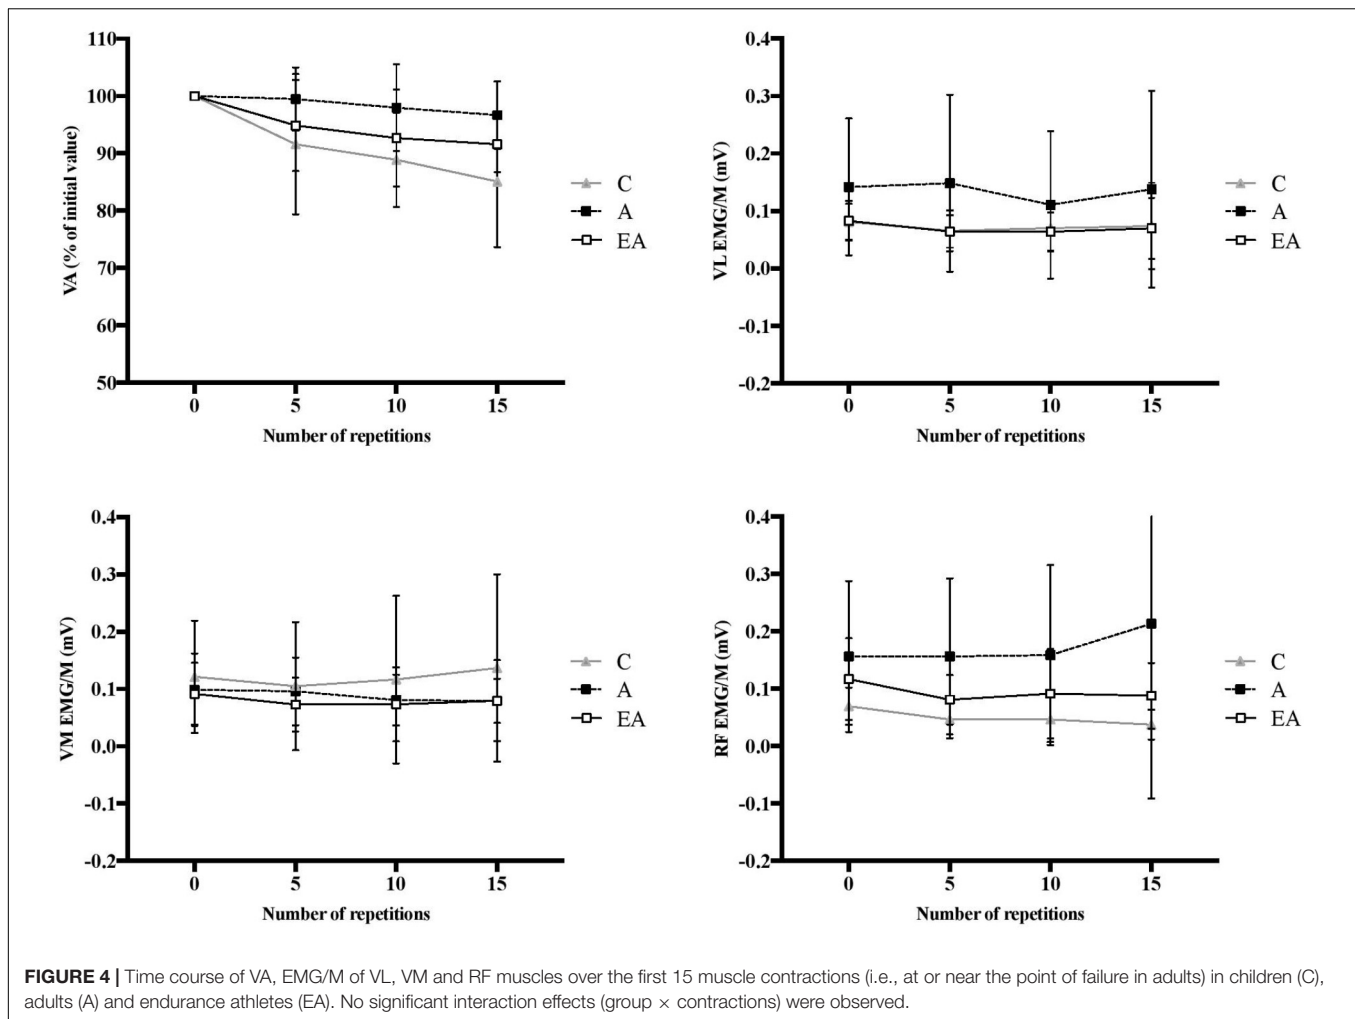 110
100
90
80
70
60
50
VA (% of initial value)
0 5 10 15
Number of repetitions
C
A
EA
0.4
0.3
0.2
0.1
0.0
-0.1
-0.2
VL EMG/M (mV)
0 5 10 15
Number of repetitions
C
A
EA
0.4
0.3
0.2
0.1
0.0
-0.1
-0.2
VM EMG/M (mV)
0 5 10 15
Number of repetitions
C
A
EA
0.4
0.3
0.2
0.1
0.0
-0.1
-0.2
RF EMG/M (mV)
0 5 10 15
Number of repetitions
C
A
EA
FIGURE 4 | Time course of VA, EMG/M of VL, VM and RF muscles over the first 15 muscle contractions (i.e., at or near the point of failure in adults) in children (C),
adults (A) and endurance athletes (EA). No significant interaction effects (group × contractions) were observed.